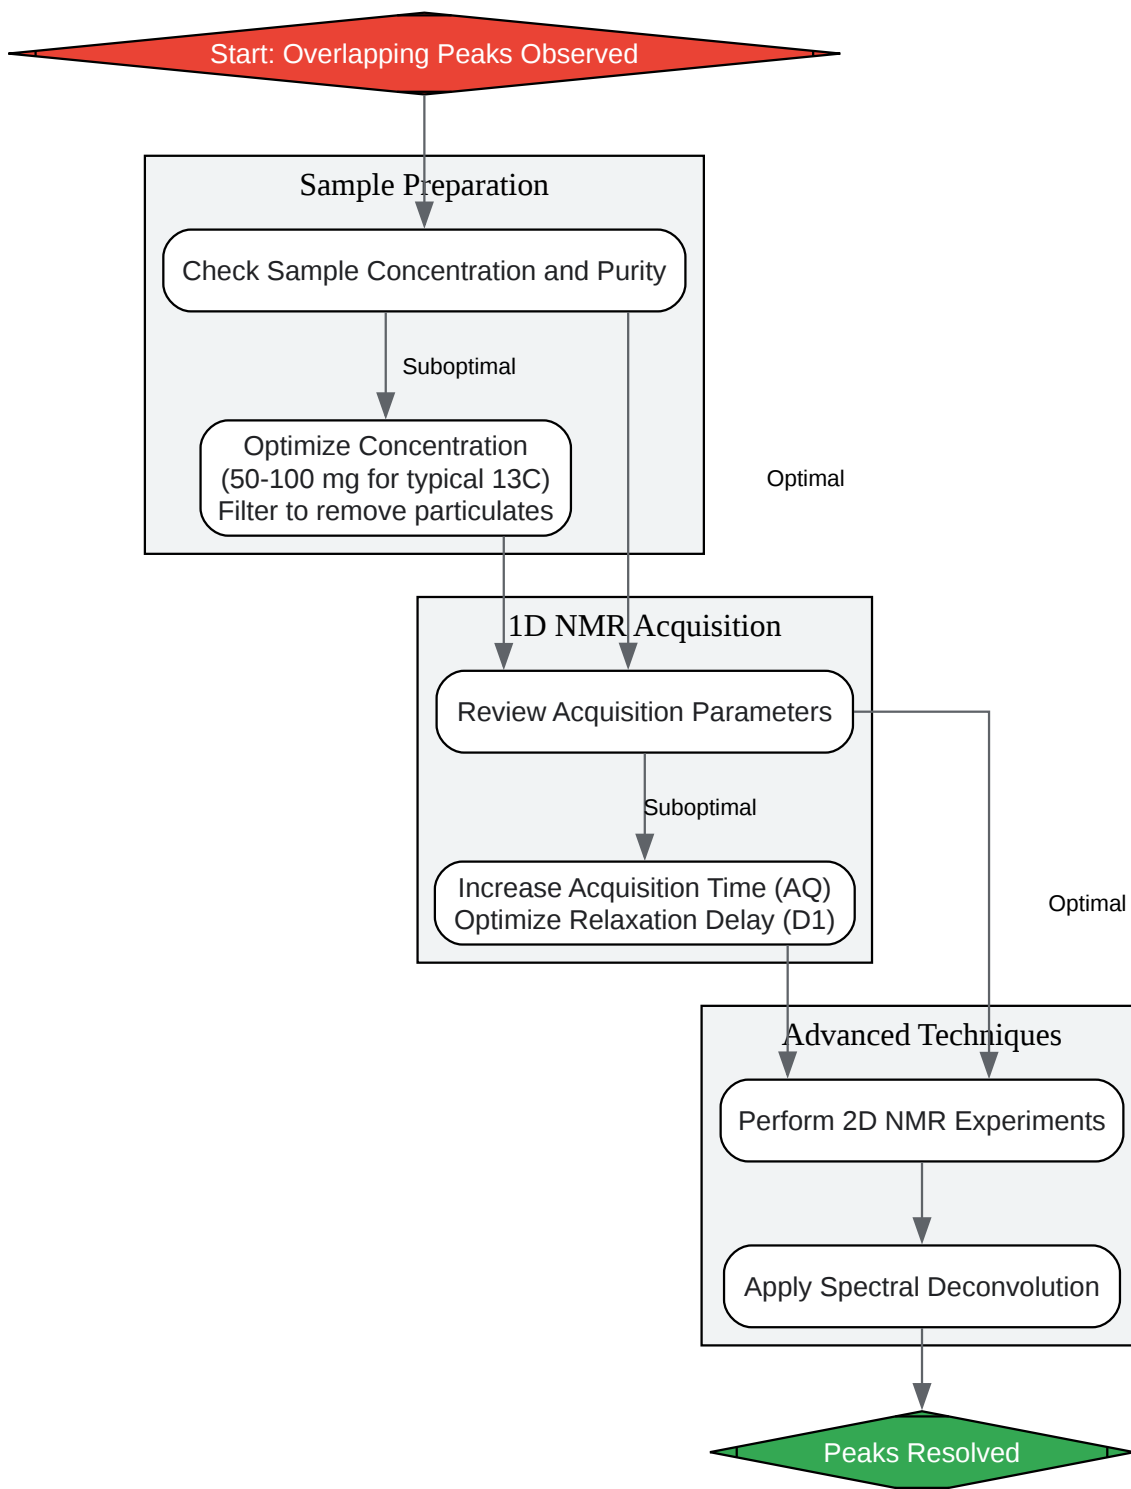 Start: Overlapping Peaks Observed
Sample Preparation
Check Sample Concentration and Purity
Suboptimal
Optimize Concentration
(50-100 mg for typical 13C)
Filter to remove particulates
Optimal
1D NMR Acquisition
Review Acquisition Parameters
Suboptimal
Increase Acquisition Time (AQ)
Optimize Relaxation Delay (D1)
Optimal
Advanced Techniques
Perform 2D NMR Experiments
Apply Spectral Deconvolution
Peaks Resolved